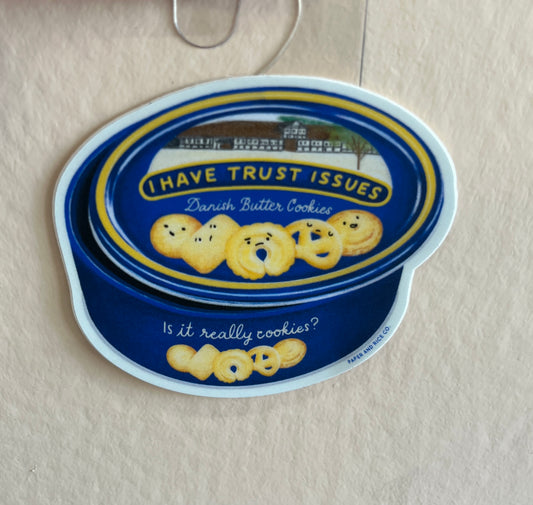 I HAVE TRUST ISSUES
Danish Butter Cookies
Is it really cookies?
PAPER AND RICE CO.